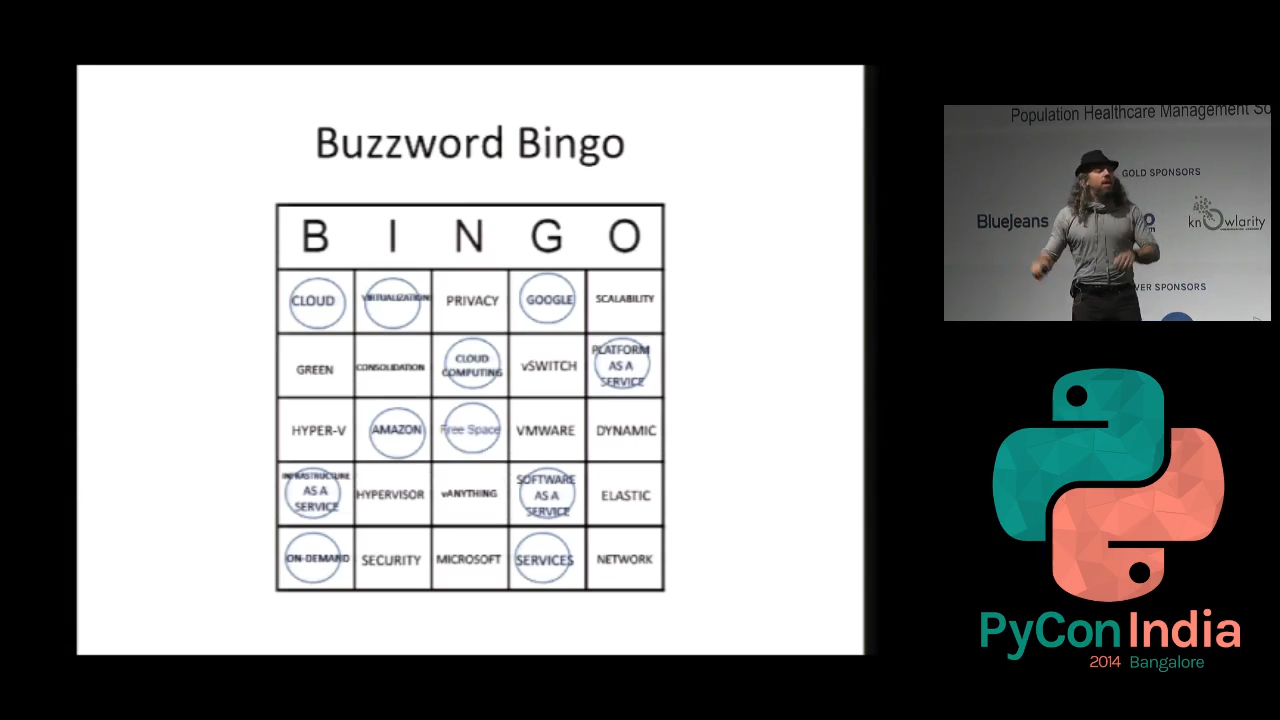 Buzzword Bingo
B I N G O
CLOUD VIRTUALIZATION PRIVACY GOOGLE SCALABILITY
GREEN CONSOLIDATION CLOUD COMPUTING vSWITCH PLATFORM AS A SERVICE
HYPER-V AMAZON Free Space VMWARE DYNAMIC
INFRASTRUCTURE AS A SERVICE HYPERVISOR vANYTHING SOFTWARE AS A SERVICE ELASTIC
ON-DEMAND SECURITY MICROSOFT SERVICES NETWORK
Population Healthcare Management
GOLD SPONSORS
BlueJeans
knowlarity
SPONSORS
PyCon India
2014 Bangalore